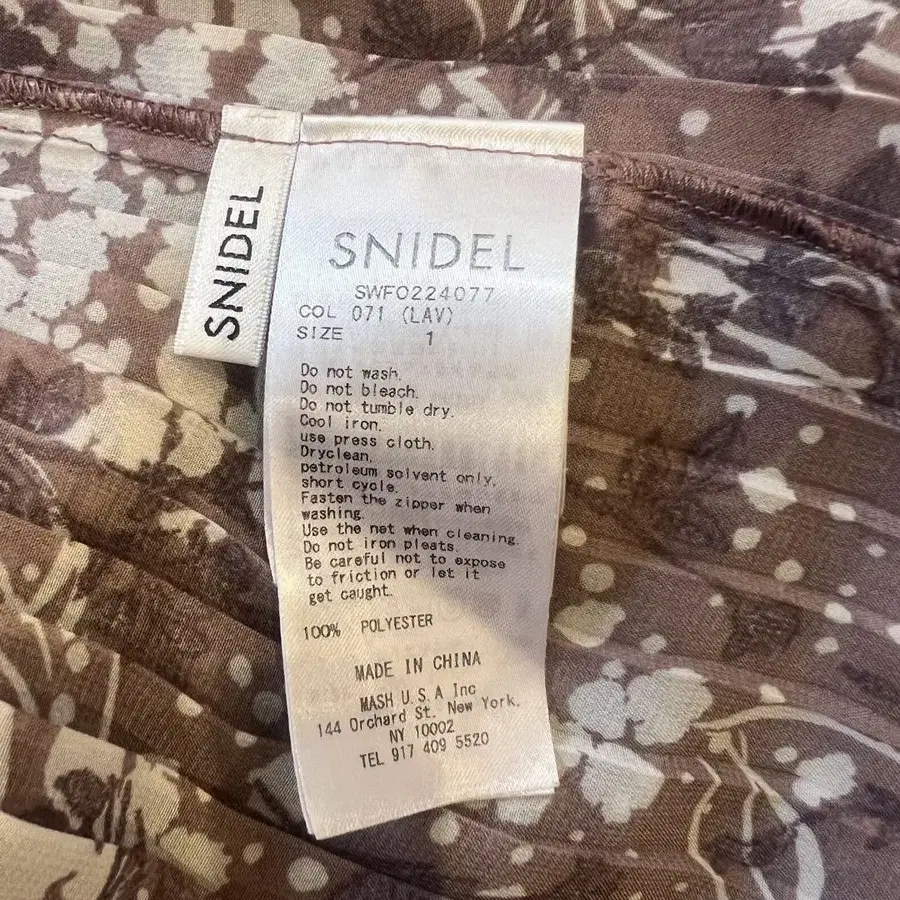 SNIDEL
SNIDEL
SWFO224077
COL 071 (LAV)
SIZE 1
Do not wash.
Do not bleach.
Do not tumble dry.
Cool iron.
use press cloth.
Dryclean,
petroleum solvent only,
short cycle.
Fasten the zipper when
washing.
Use the net when cleaning.
Do not iron pleats.
Be careful not to expose
to friction or let it
get caught.
100% POLYESTER
MADE IN CHINA
MASH U.S.A Inc
144 Orchard St. New York,
NY 10002
TEL 917 409 5520